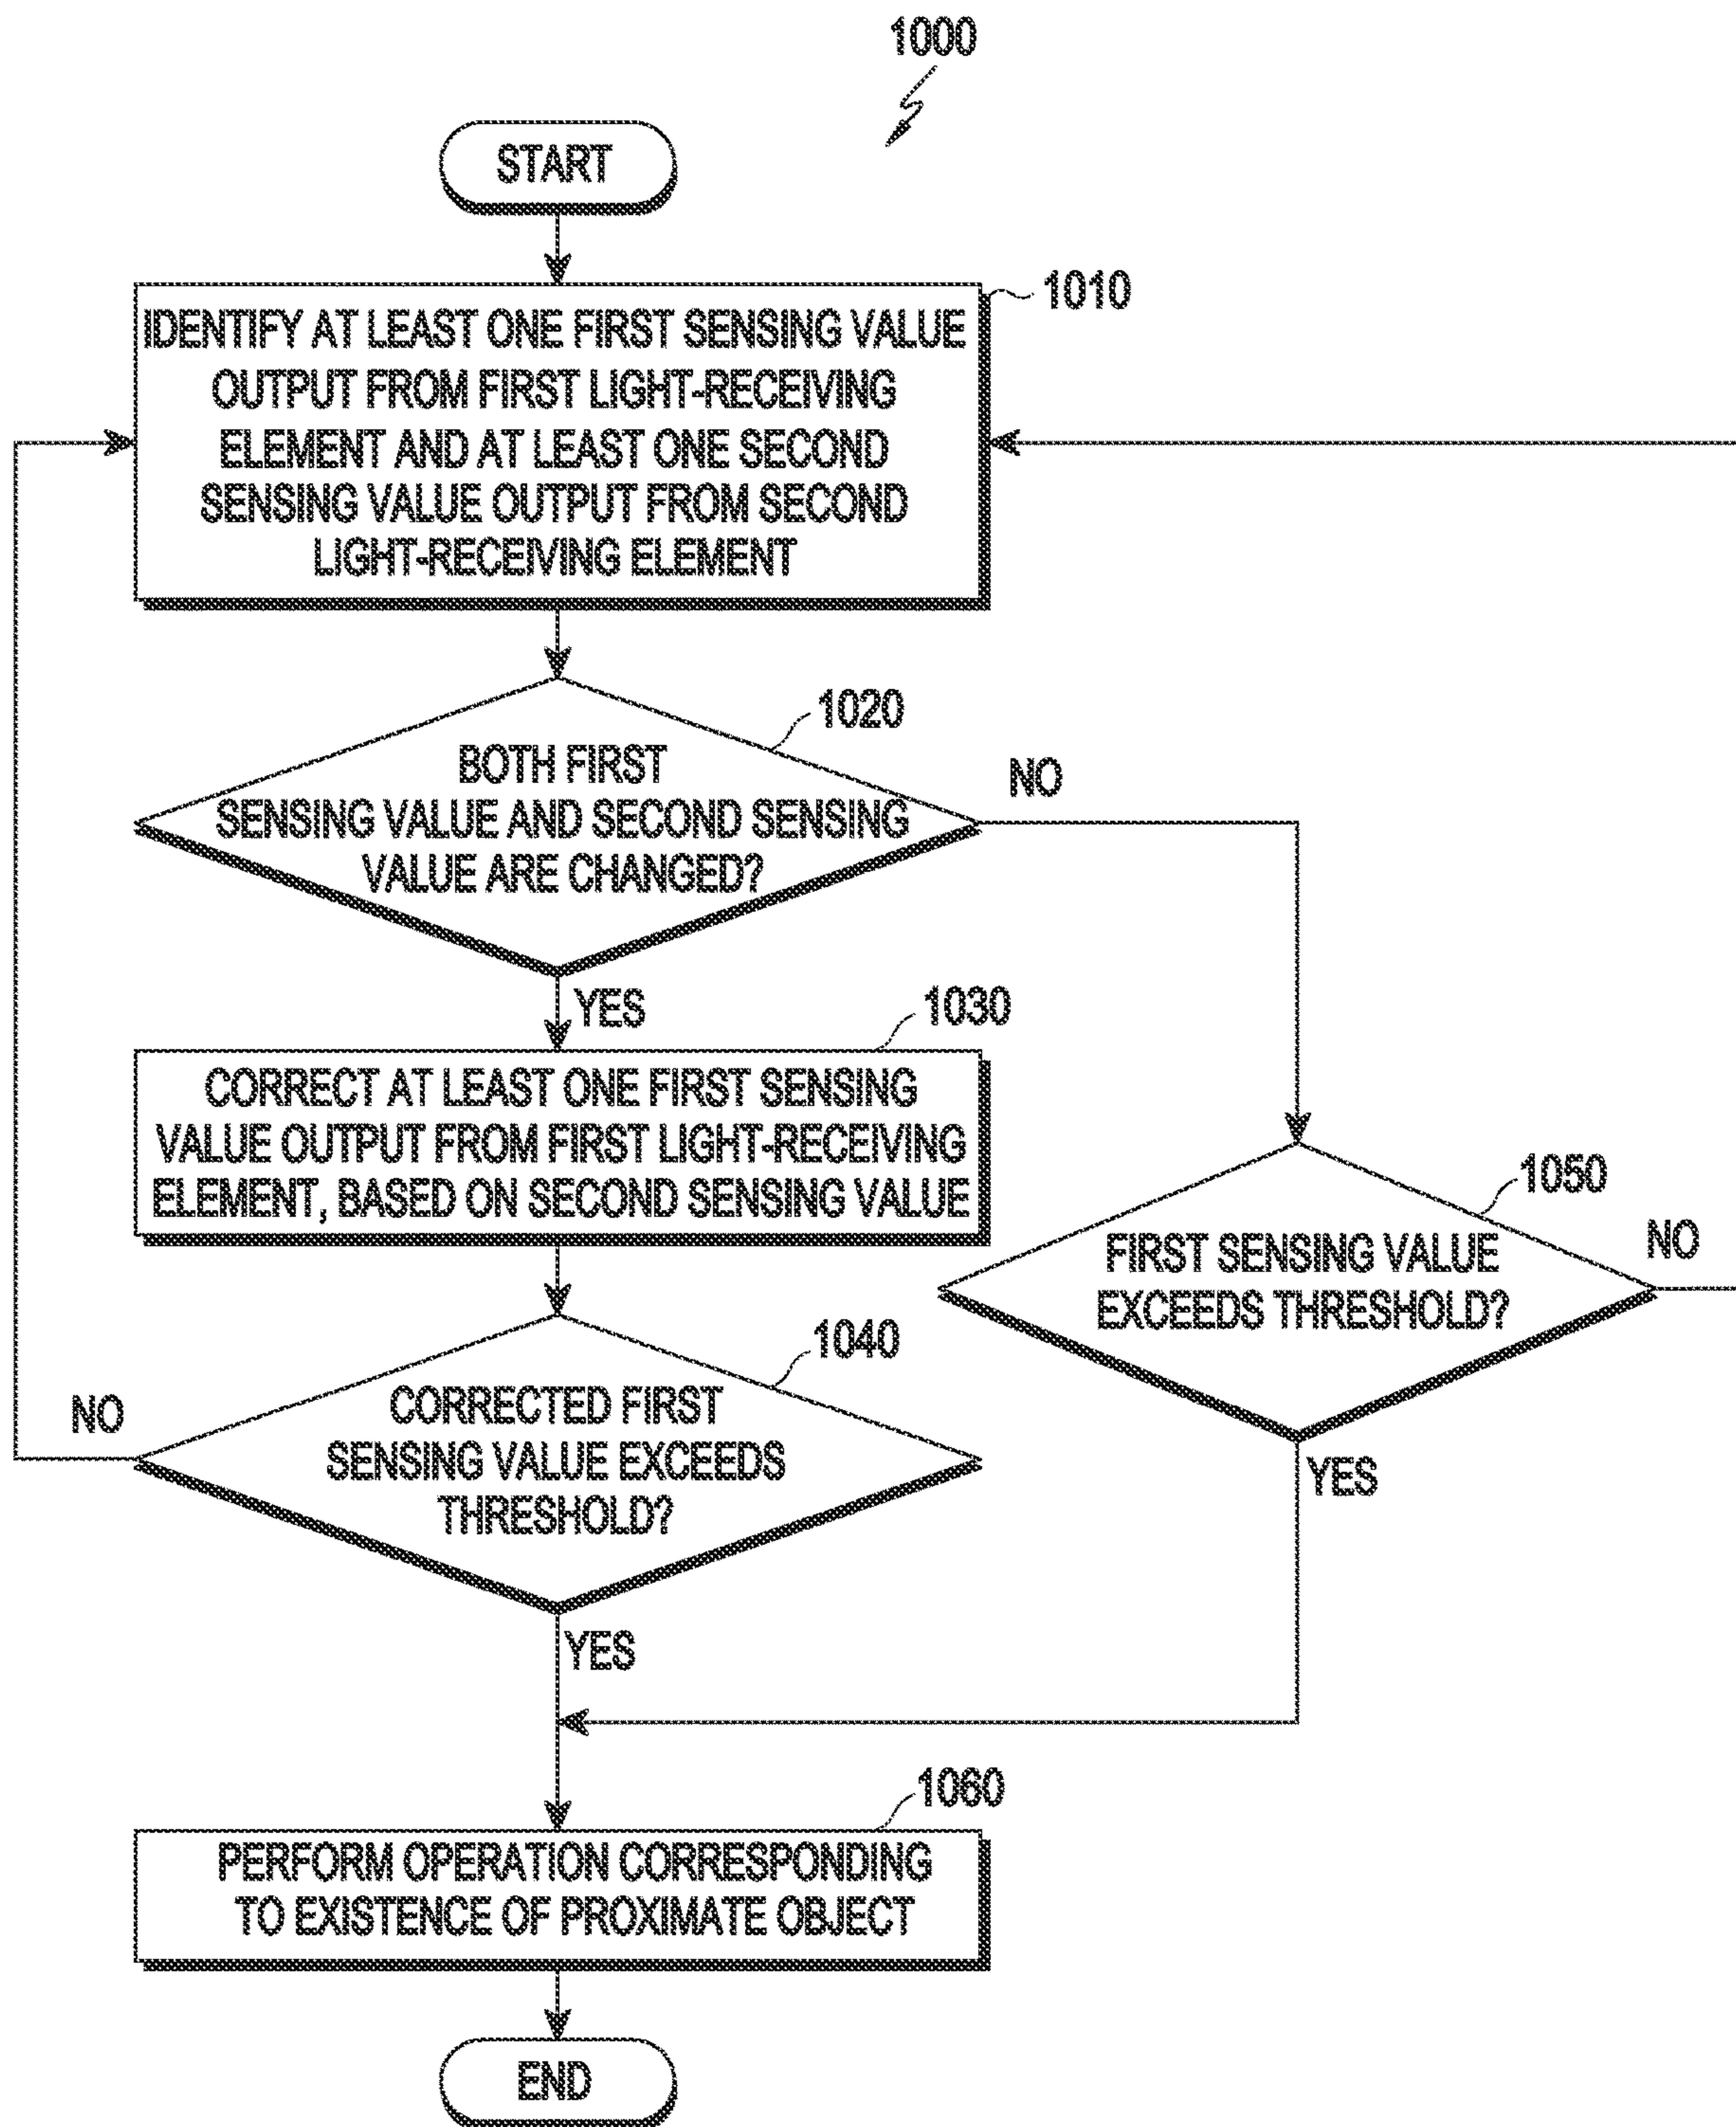 1000
START
1010
IDENTIFY AT LEAST ONE FIRST SENSING VALUE
OUTPUT FROM FIRST LIGHT-RECEIVING
ELEMENT AND AT LEAST ONE SECOND
SENSING VALUE OUTPUT FROM SECOND
LIGHT-RECEIVING ELEMENT
1020
BOTH FIRST
SENSING VALUE AND SECOND SENSING
VALUE ARE CHANGED?
NO
YES
1030
CORRECT AT LEAST ONE FIRST SENSING
VALUE OUTPUT FROM FIRST LIGHT-RECEIVING
ELEMENT, BASED ON SECOND SENSING VALUE
1050
FIRST SENSING VALUE
EXCEEDS THRESHOLD?
NO
YES
1040
CORRECTED FIRST
SENSING VALUE EXCEEDS
THRESHOLD?
NO
YES
1060
PERFORM OPERATION CORRESPONDING
TO EXISTENCE OF PROXIMATE OBJECT
END